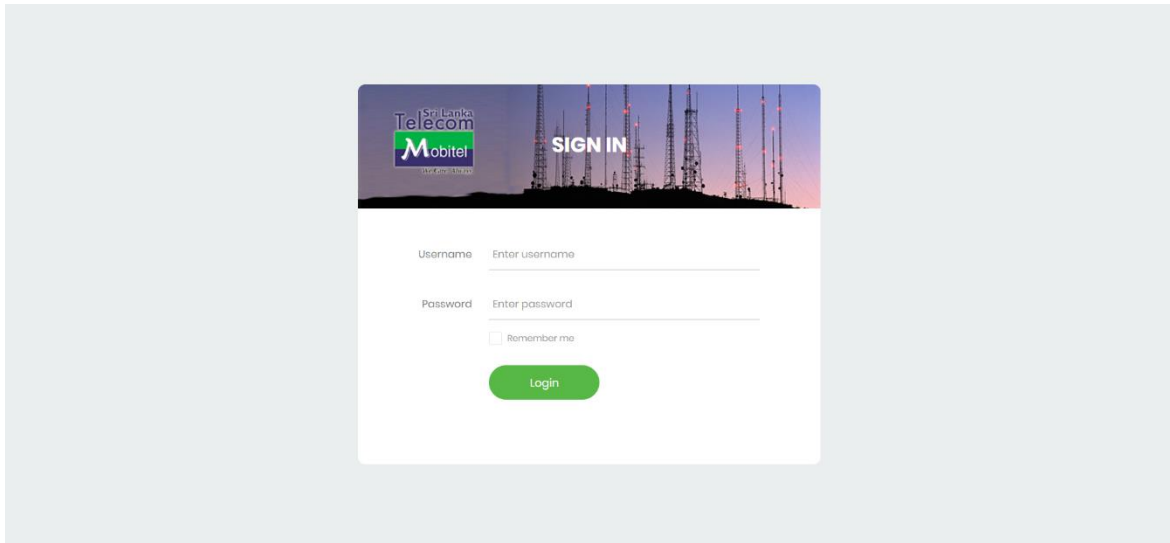 Sri Lanka
Telecom
Mobitel
SIGN IN
Username
Enter username
Password
Enter password
Remember me
Login